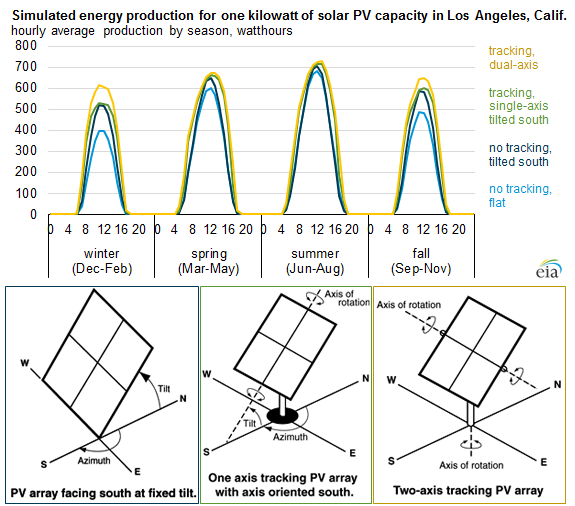 Simulated energy production for one kilowatt of solar PV capacity in Los Angeles, Calif.
hourly average production by season, watthours
800
700
600
500
400
300
200
100
0
tracking,
dual-axis
tracking,
single-axis
tilted south
no tracking,
tilted south
no tracking,
flat
0 4 8 12 16 20 0 4 8 12 16 20 0 4 8 12 16 20 0 4 8 12 16 20
winter
(Dec-Feb)
spring
(Mar-May)
summer
(Jun-Aug)
fall
(Sep-Nov)
eia
W
Tilt
N
S
Azimuth
E
PV array facing south at fixed tilt.
Axis of
rotation
W
N
Tilt
Azimuth
S
E
One axis tracking PV array
with axis oriented south.
Axis of rotation
W
N
S
Axis of rotation
E
Two-axis tracking PV array